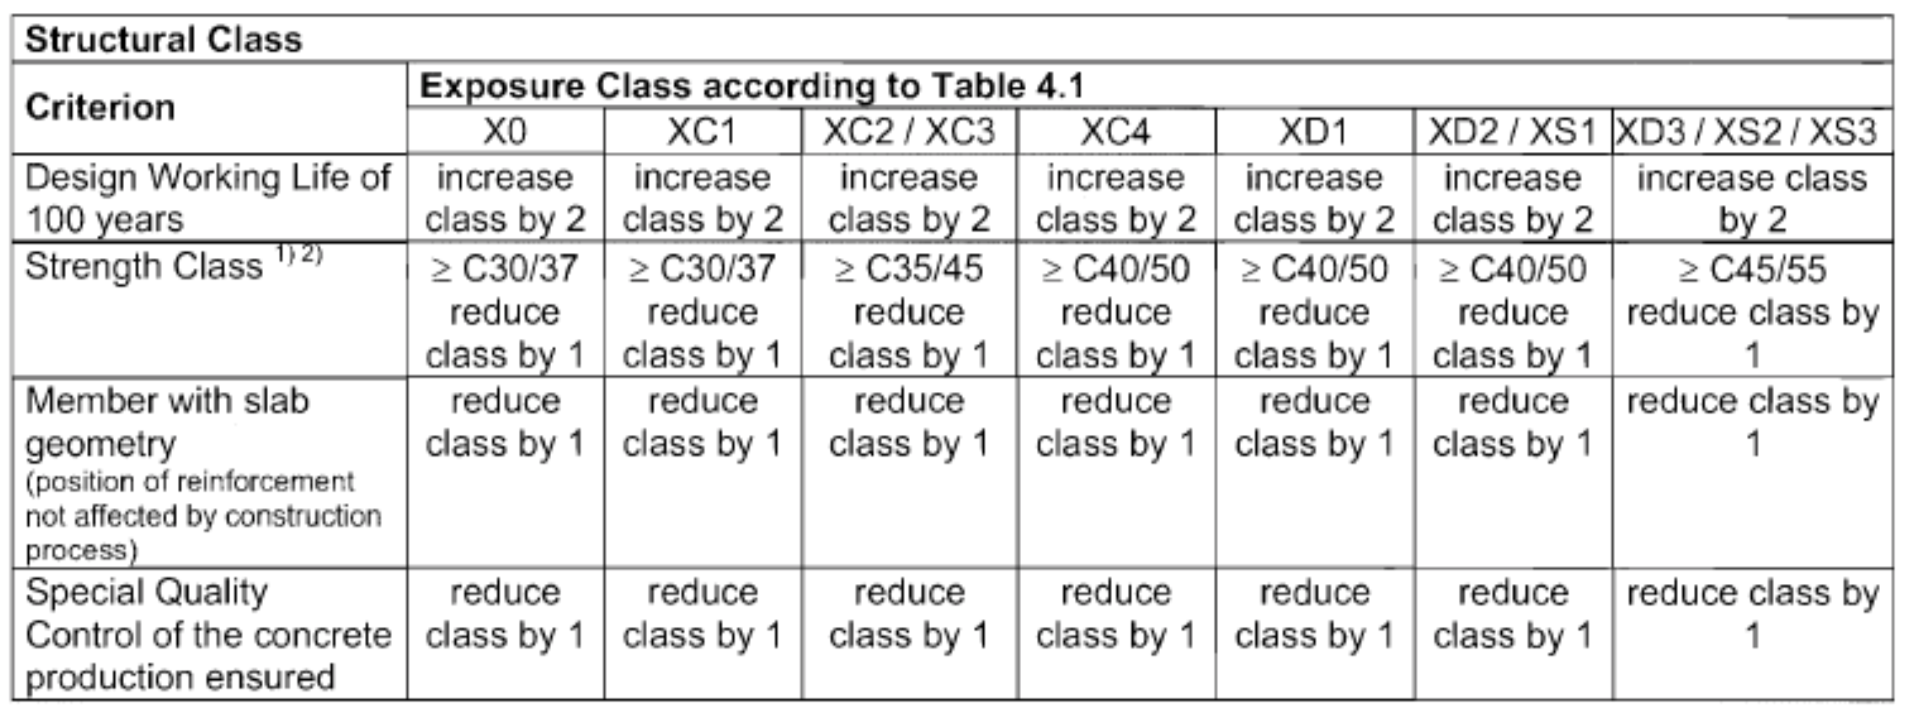 Structural Class
Criterion
Exposure Class according to Table 4.1
X0 XC1 XC2 / XC3 XC4 XD1 XD2 / XS1 XD3 / XS2 / XS3
Design Working Life of increase increase increase increase increase increase increase class
100 years class by 2 class by 2 class by 2 class by 2 class by 2 class by 2 by 2
Strength Class 1) 2) ≥ C30/37 ≥ C30/37 ≥ C35/45 ≥ C40/50 ≥ C40/50 ≥ C40/50 ≥ C45/55
reduce reduce reduce reduce reduce reduce reduce class by
class by 1 class by 1 class by 1 class by 1 class by 1 class by 1 1
Member with slab reduce reduce reduce reduce reduce reduce reduce class by
geometry class by 1 class by 1 class by 1 class by 1 class by 1 class by 1 1
(position of reinforcement
not affected by construction
process)
Special Quality reduce reduce reduce reduce reduce reduce reduce class by
Control of the concrete class by 1 class by 1 class by 1 class by 1 class by 1 class by 1 1
production ensured